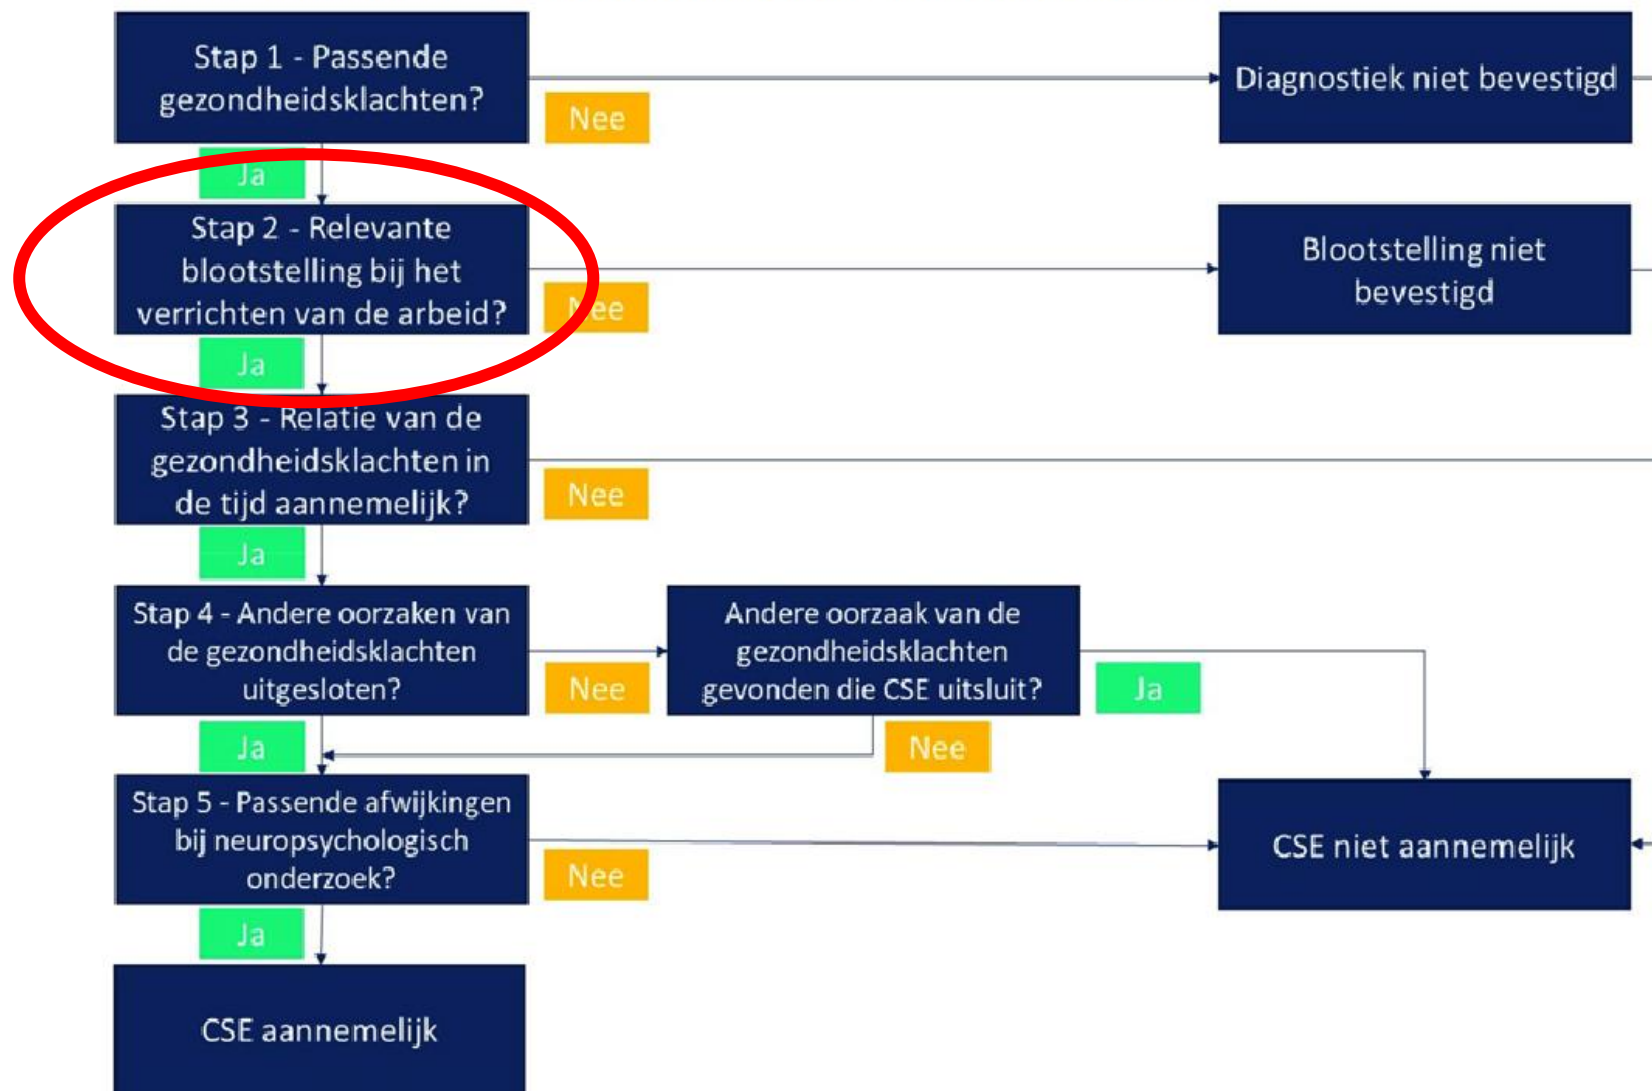 Stap 1 - Passende
gezondheidsklachten?
Nee
Diagnostiek niet bevestigd
Ja
Stap 2 - Relevante
blootstelling bij het
verrichten van de arbeid?
Nee
Blootstelling niet
bevestigd
Ja
Stap 3 - Relatie van de
gezondheidsklachten in
de tijd aannemelijk?
Nee
Ja
Stap 4 - Andere oorzaken van
de gezondheidsklachten
uitgesloten?
Nee
Andere oorzaak van de
gezondheidsklachten
gevonden die CSE uitsluit?
Ja
Nee
Ja
Stap 5 - Passende afwijkingen
bij neuropsychologisch
onderzoek?
Nee
CSE niet aannemelijk
Ja
CSE aannemelijk